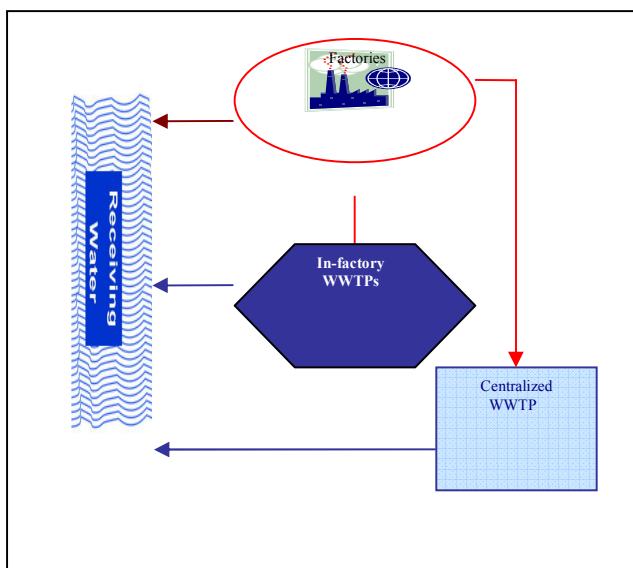 Factories
Receiving
Water
In-factory
WWTPs
Centralized
WWTP